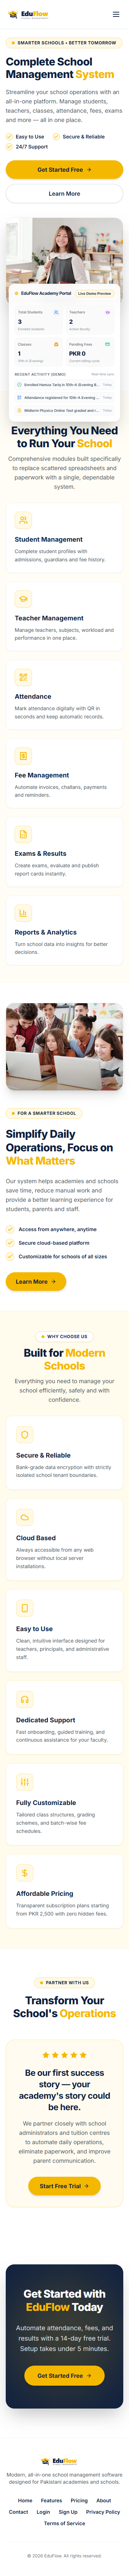 EduFlow
SMARTER SCHOOLS • BETTER TOMORROW
Complete School
Management System
Streamline your school operations with an
all-in-one platform. Manage students,
teachers, classes, attendance, fees, exams
and more — all in one place.
Easy to Use
Secure & Reliable
24/7 Support
Get Started Free →
Learn More
EduFlow Academy Portal
Live Demo Preview
Total Students
3
Teachers
2
Classes
1
Pending Fees
PKR 0
RECENT ACTIVITY (DEMO)
Today
Today
Today
Everything You Need
to Run Your School
Comprehensive modules built specifically
to replace scattered spreadsheets and
paperwork with a single, dependable
system.
Student Management
Complete student profiles with
admissions, guardians and fee history.
Teacher Management
Manage teachers, subjects, workload and
performance in one place.
Attendance
Mark attendance digitally with QR in
seconds and keep automatic records.
Fee Management
Automate invoices, challans, payments
and reminders.
Exams & Results
Create exams, evaluate and publish
report cards instantly.
Reports & Analytics
Turn school data into insights for better
decisions.
FOR A SMARTER SCHOOL
Simplify Daily
Operations, Focus on
What Matters
Our system helps academies and schools
save time, reduce manual work and
provide a better learning experience for
students, parents and staff.
Access from anywhere, anytime
Secure cloud-based platform
Customizable for schools of all sizes
Learn More →
WHY CHOOSE US
Built for Modern
Schools
Everything you need to manage your
school efficiently, safely and with
confidence.
Secure & Reliable
Bank-grade data encryption with strictly
isolated school tenant boundaries.
Cloud Based
Always accessible from any web
browser without local server
installations.
Easy to Use
Clean, intuitive interface designed for
teachers, principals, and administrative
staff.
Dedicated Support
Fast onboarding, guided training, and
continuous assistance for your faculty.
Fully Customizable
Tailored class structures, grading
schemes, and batch-wise fee
schedules.
Affordable Pricing
Transparent subscription plans starting
from PKR 2,500 with zero hidden fees.
PARTNER WITH US
Transform Your
School's Operations
Be our first success
story — your
academy's story could
be here.
We partner closely with school
administrators and tuition centres
to automate daily operations,
eliminate paperwork, and improve
parent communication.
Start Free Trial →
Get Started with
EduFlow Today
Automate attendance, fees, and
results with a 14-day free trial.
Setup takes under 5 minutes.
Get Started Free →
EduFlow
Modern, all-in-one school management software
designed for Pakistani academies and schools.
Home Features Pricing About
Contact Login Sign Up Privacy Policy
Terms of Service
© 2026 EduFlow. All rights reserved.